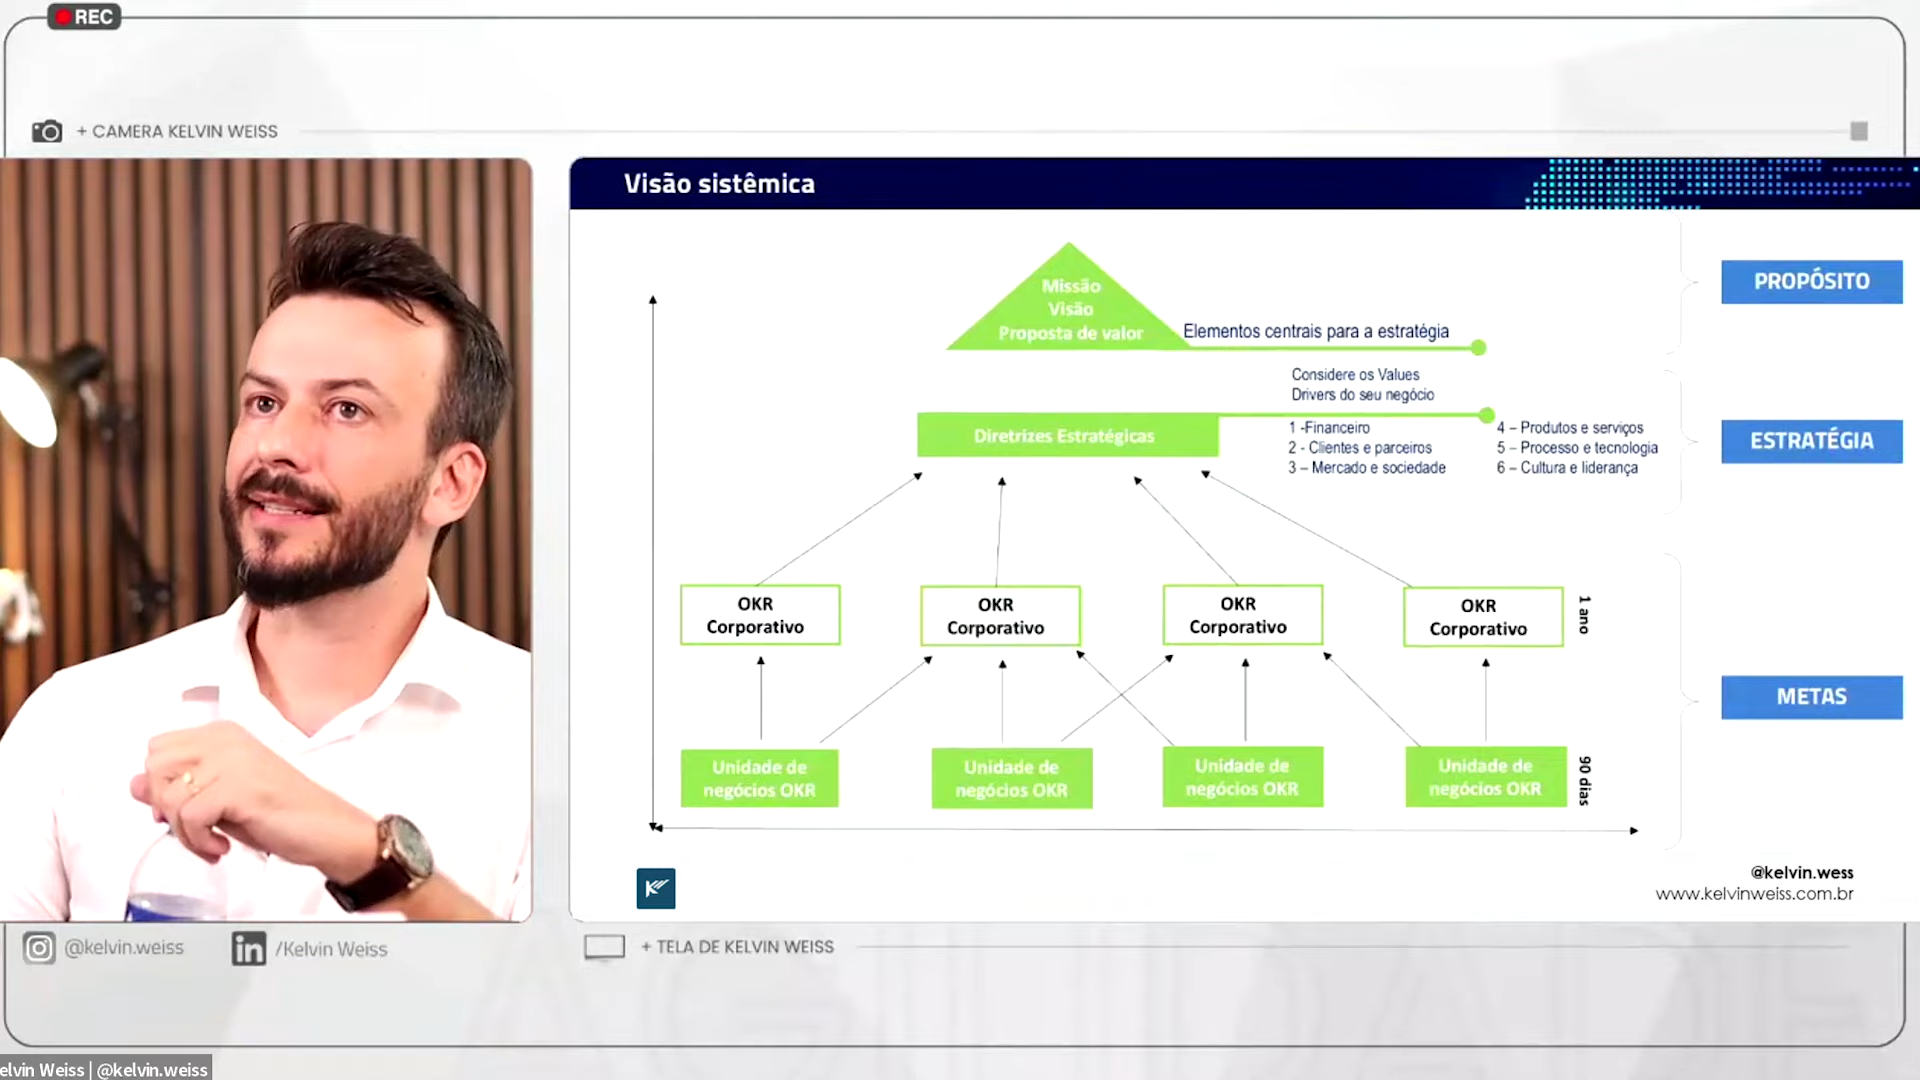 REC
+ CAMERA KELVIN WEISS
Visão sistêmica
Missão
Visão
Proposta de valor
Elementos centrais para a estratégia
PROPÓSITO
Considere os Values
Drivers do seu negócio
Diretrizes Estratégicas
1 -Financeiro
2 - Clientes e parceiros
3 – Mercado e sociedade
4 – Produtos e serviços
5 – Processo e tecnologia
6 – Cultura e liderança
ESTRATÉGIA
OKR
Corporativo
OKR
Corporativo
OKR
Corporativo
OKR
Corporativo
1 ano
METAS
Unidade de
negócios OKR
Unidade de
negócios OKR
Unidade de
negócios OKR
Unidade de
negócios OKR
90 dias
@kelvin.wess
www.kelvinweiss.com.br
@kelvin.weiss
/Kelvin Weiss
+ TELA DE KELVIN WEISS
elvin Weiss | @kelvin.weiss